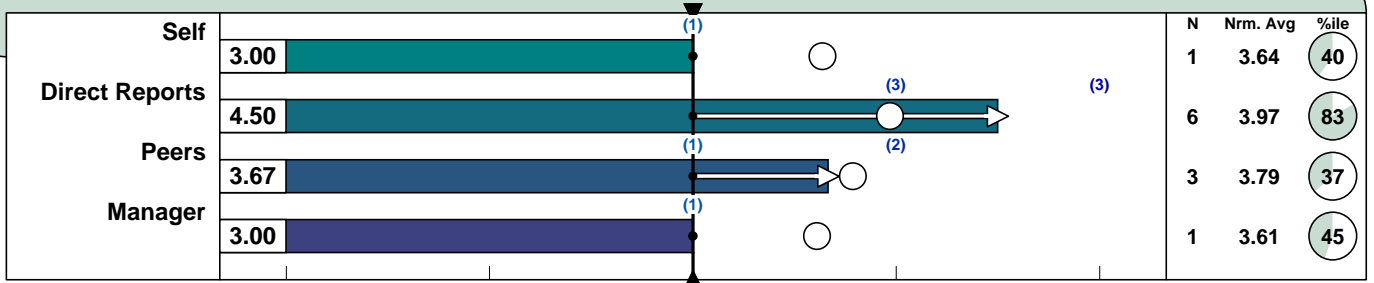 N Nrm. Avg %ile
Self (1)
3.00 1 3.64 40
Direct Reports (3) (3)
4.50 6 3.97 83
Peers (1) (2)
3.67 3 3.79 37
Manager (1)
3.00 1 3.61 45